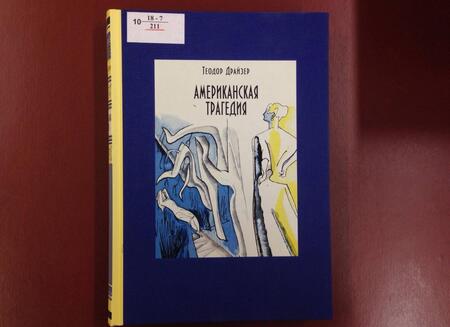 10
18 - 7
211
Теодор Драйзер
АМЕРИКАНСКАЯ
ТРАГЕДИЯ